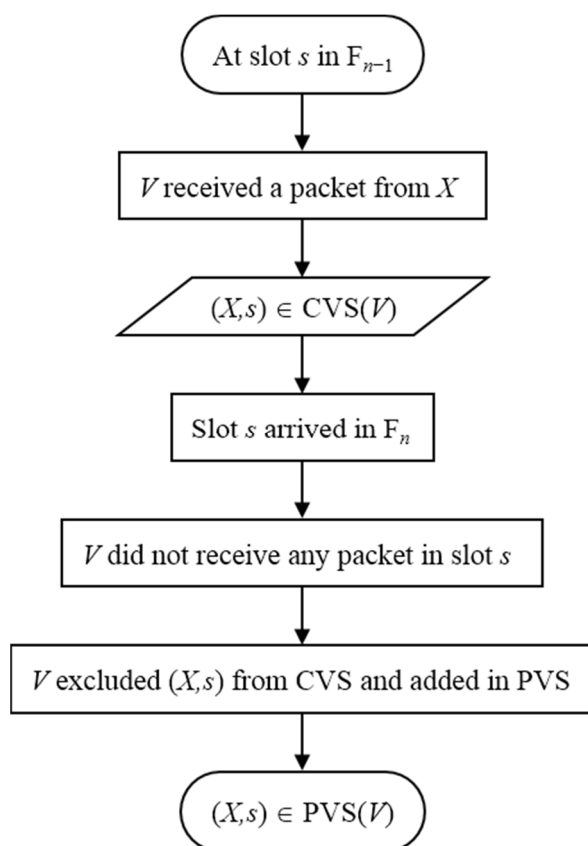 At slot s in Fₙ₋₁
V received a packet from X
(X,s) ∈ CVS(V)
Slot s arrived in Fₙ
V did not receive any packet in slot s
V excluded (X,s) from CVS and added in PVS
(X,s) ∈ PVS(V)